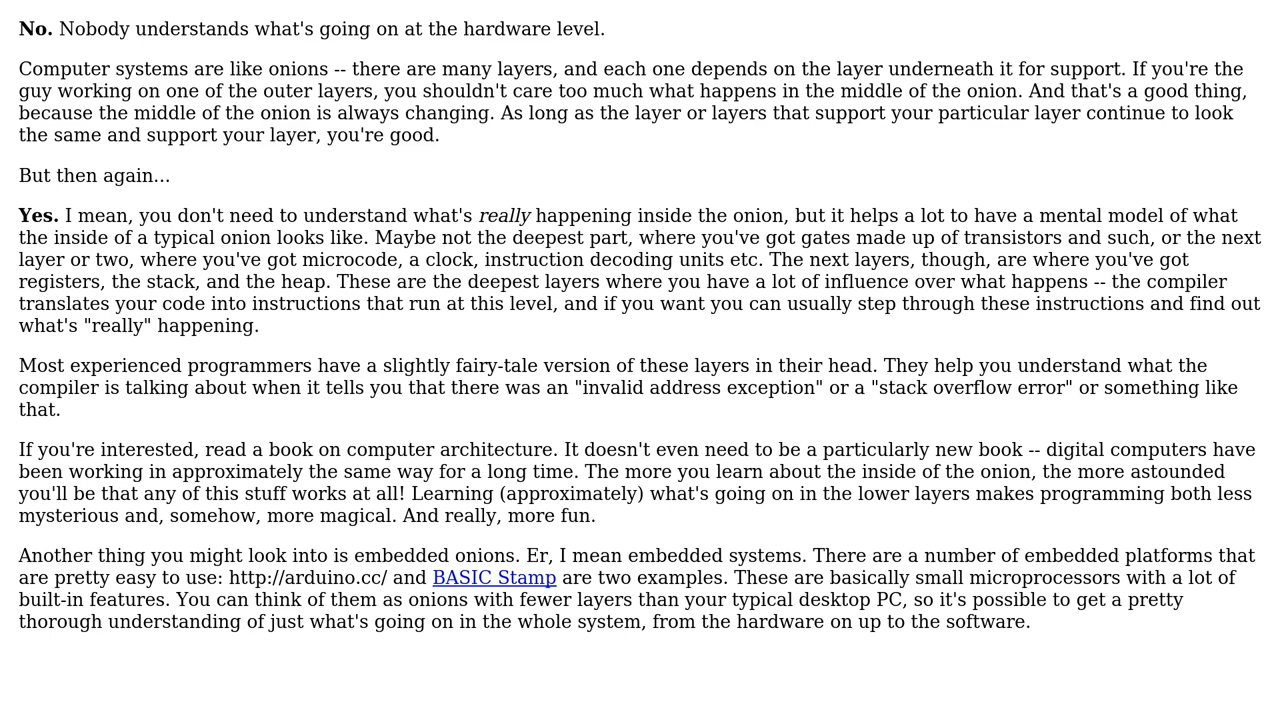 No. Nobody understands what's going on at the hardware level.
Computer systems are like onions -- there are many layers, and each one depends on the layer underneath it for support. If you're the
guy working on one of the outer layers, you shouldn't care too much what happens in the middle of the onion. And that's a good thing,
because the middle of the onion is always changing. As long as the layer or layers that support your particular layer continue to look
the same and support your layer, you're good.
But then again...
Yes. I mean, you don't need to understand what's really happening inside the onion, but it helps a lot to have a mental model of what
the inside of a typical onion looks like. Maybe not the deepest part, where you've got gates made up of transistors and such, or the next
layer or two, where you've got microcode, a clock, instruction decoding units etc. The next layers, though, are where you've got
registers, the stack, and the heap. These are the deepest layers where you have a lot of influence over what happens -- the compiler
translates your code into instructions that run at this level, and if you want you can usually step through these instructions and find out
what's "really" happening.
Most experienced programmers have a slightly fairy-tale version of these layers in their head. They help you understand what the
compiler is talking about when it tells you that there was an "invalid address exception" or a "stack overflow error" or something like
that.
If you're interested, read a book on computer architecture. It doesn't even need to be a particularly new book -- digital computers have
been working in approximately the same way for a long time. The more you learn about the inside of the onion, the more astounded
you'll be that any of this stuff works at all! Learning (approximately) what's going on in the lower layers makes programming both less
mysterious and, somehow, more magical. And really, more fun.
Another thing you might look into is embedded onions. Er, I mean embedded systems. There are a number of embedded platforms that
are pretty easy to use: http://arduino.cc/ and BASIC Stamp are two examples. These are basically small microprocessors with a lot of
built-in features. You can think of them as onions with fewer layers than your typical desktop PC, so it's possible to get a pretty
thorough understanding of just what's going on in the whole system, from the hardware on up to the software.